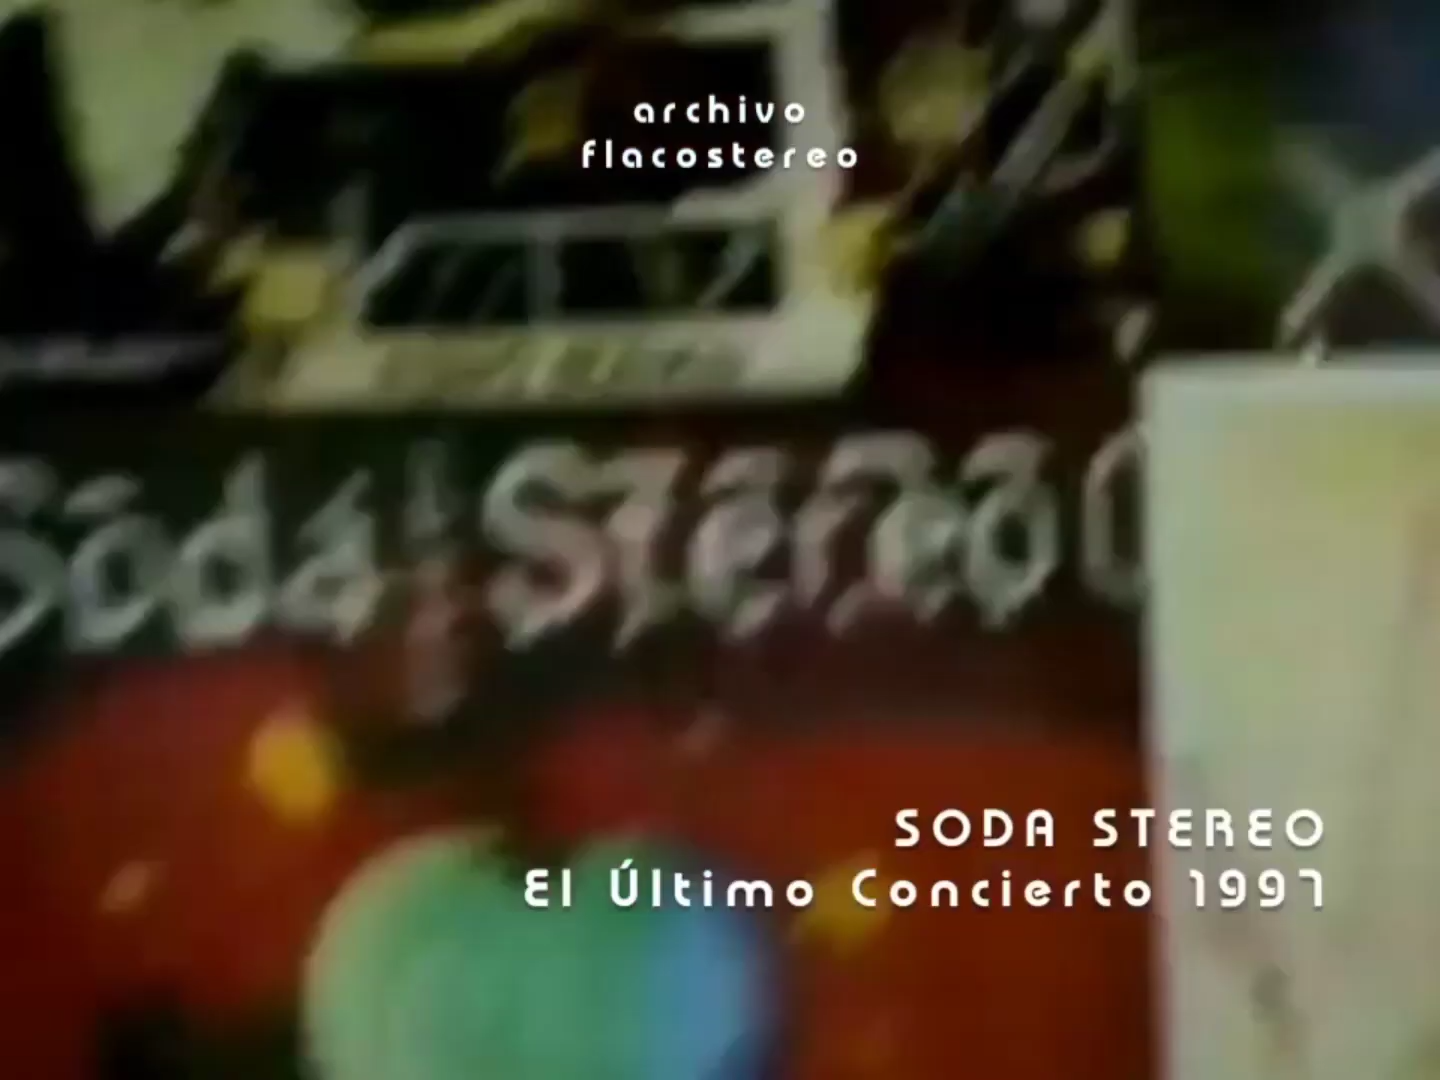 archivo
flacostereo
Soda Stereo
SODA STEREO
El Último Concierto 1997